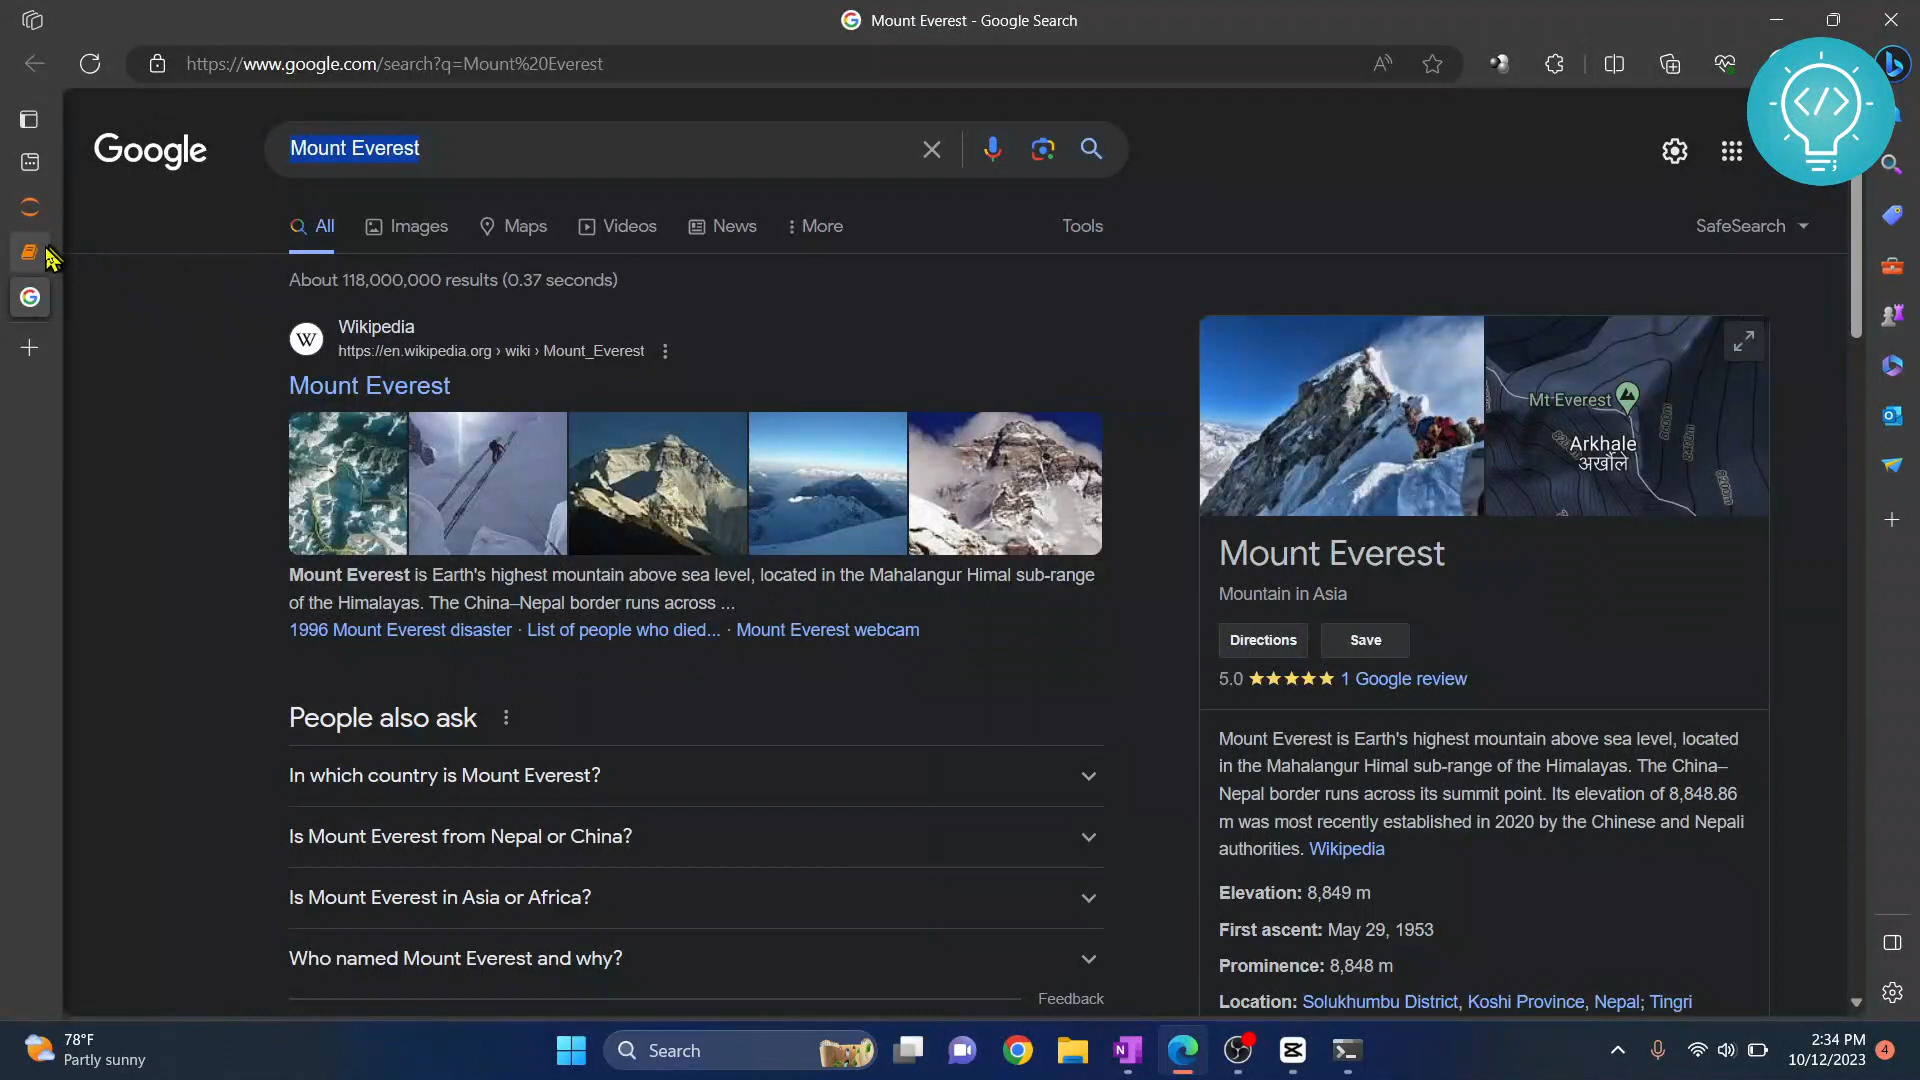 Mount Everest - Google Search
https://www.google.com/search?q=Mount%20Everest
Google
Mount Everest
All
Images
Maps
Videos
News
More
Tools
SafeSearch
About 118,000,000 results (0.37 seconds)
Wikipedia
https://en.wikipedia.org › wiki › Mount_Everest
Mount Everest
Mount Everest is Earth's highest mountain above sea level, located in the Mahalangur Himal sub-range
of the Himalayas. The China–Nepal border runs across ...
1996 Mount Everest disaster · List of people who died... · Mount Everest webcam
People also ask
In which country is Mount Everest?
Is Mount Everest from Nepal or China?
Is Mount Everest in Asia or Africa?
Who named Mount Everest and why?
Feedback
Mt Everest
Arkhale
अर्खौले
8600m
8400m
Mount Everest
Mountain in Asia
Directions
Save
5.0 ★★★★★ 1 Google review
Mount Everest is Earth's highest mountain above sea level, located
in the Mahalangur Himal sub-range of the Himalayas. The China–
Nepal border runs across its summit point. Its elevation of 8,848.86
m was most recently established in 2020 by the Chinese and Nepali
authorities. Wikipedia
Elevation: 8,849 m
First ascent: May 29, 1953
Prominence: 8,848 m
Location: Solukhumbu District, Koshi Province, Nepal; Tingri
78°F
Partly sunny
Search
2:34 PM
10/12/2023
4